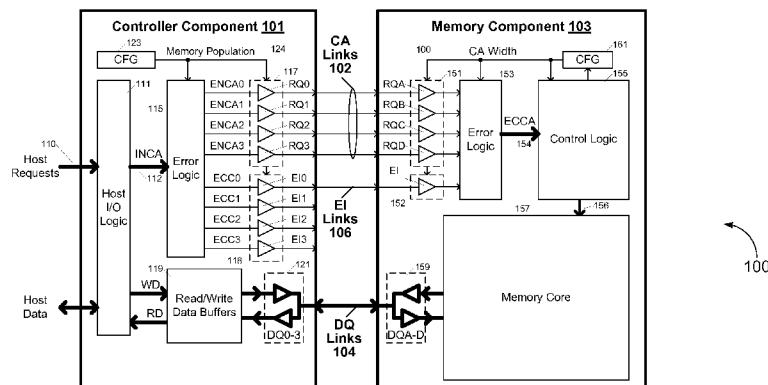 Controller Component 101
Memory Component 103
123
CFG
Memory Population
124
CA
Links
102
100
CA Width
161
CFG
111
117
151
153
155
115
ENCA0
RQ0
RQA
ENCA1
RQ1
RQB
ENCA2
RQ2
RQC
ENCA3
RQ3
RQD
110
Host
Requests
INCA
112
Error
Logic
Error
Logic
ECCA
154
Control Logic
Host
I/O
Logic
ECC0
EI0
EI
ECC1
EI1
ECC2
EI2
ECC3
EI3
EI
Links
106
152
157
156
119
118
121
159
WD
RD
Read/Write
Data Buffers
Host
Data
DQ0-3
DQ
Links
104
DQA-D
Memory Core
100